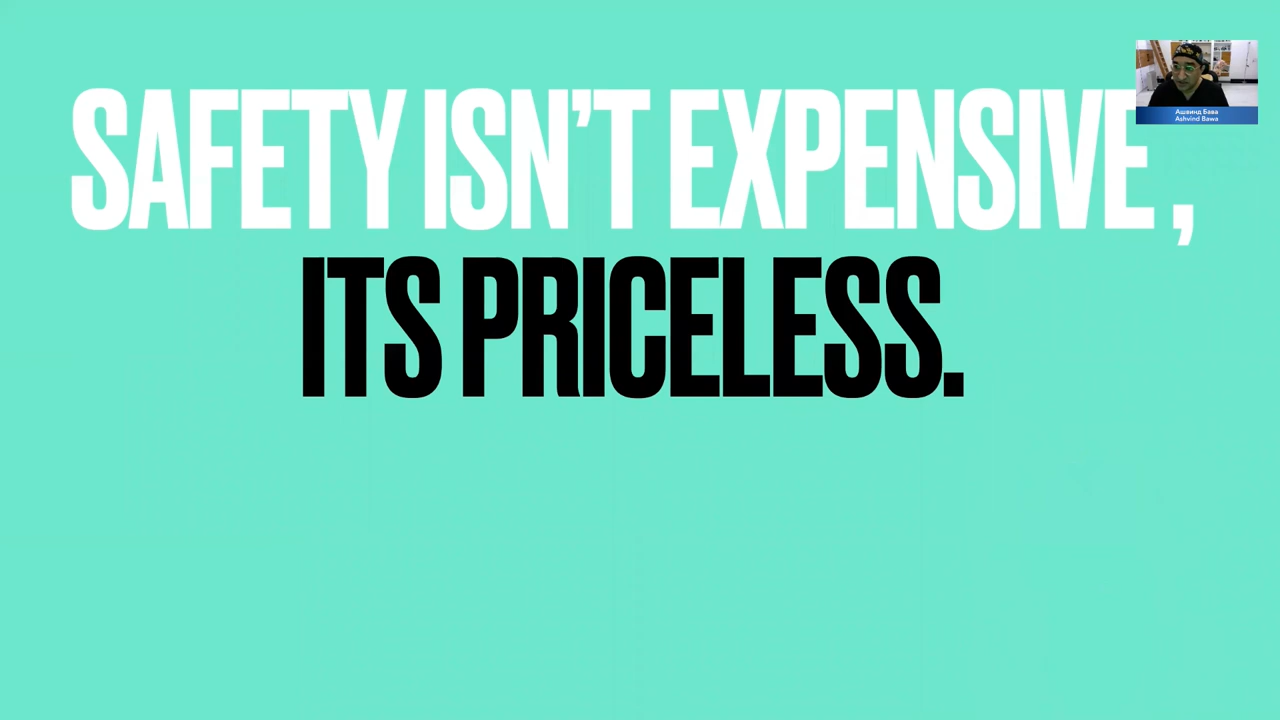 SAFETY ISN’T EXPENSIVE ,
ITS PRICELESS.
Ашвинд Бава
Ashvind Bawa